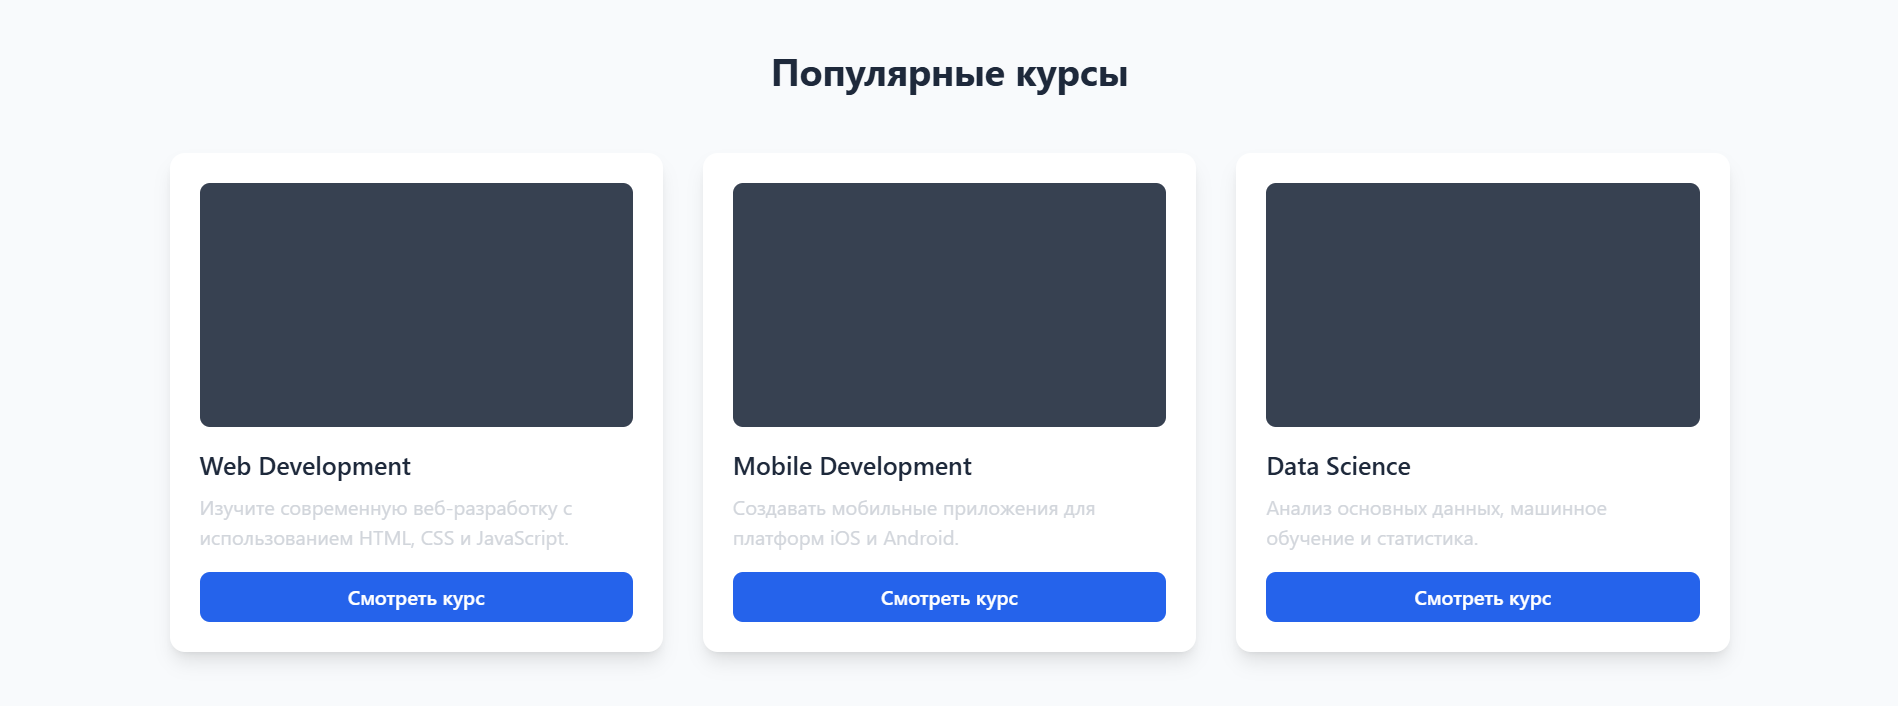 Популярные курсы
Web Development
Изучите современную веб-разработку с
использованием HTML, CSS и JavaScript.
Смотреть курс
Mobile Development
Создавать мобильные приложения для
платформ iOS и Android.
Смотреть курс
Data Science
Анализ основных данных, машинное
обучение и статистика.
Смотреть курс